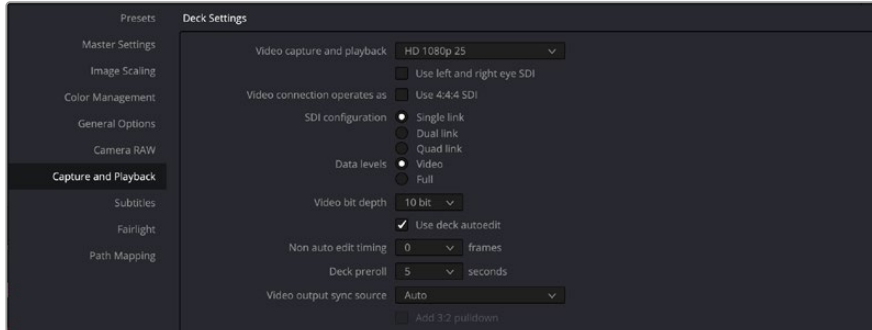 Presets
Master Settings
Image Scaling
Color Management
General Options
Camera RAW
Capture and Playback
Subtitles
Fairlight
Path Mapping
Deck Settings
Video capture and playback HD 1080p 25
Use left and right eye SDI
Video connection operates as Use 4:4:4 SDI
SDI configuration Single link
Dual link
Quad link
Data levels Video
Full
Video bit depth 10 bit
Use deck autoedit
Non auto edit timing 0 frames
Deck preroll 5 seconds
Video output sync source Auto
Add 3:2 pulldown